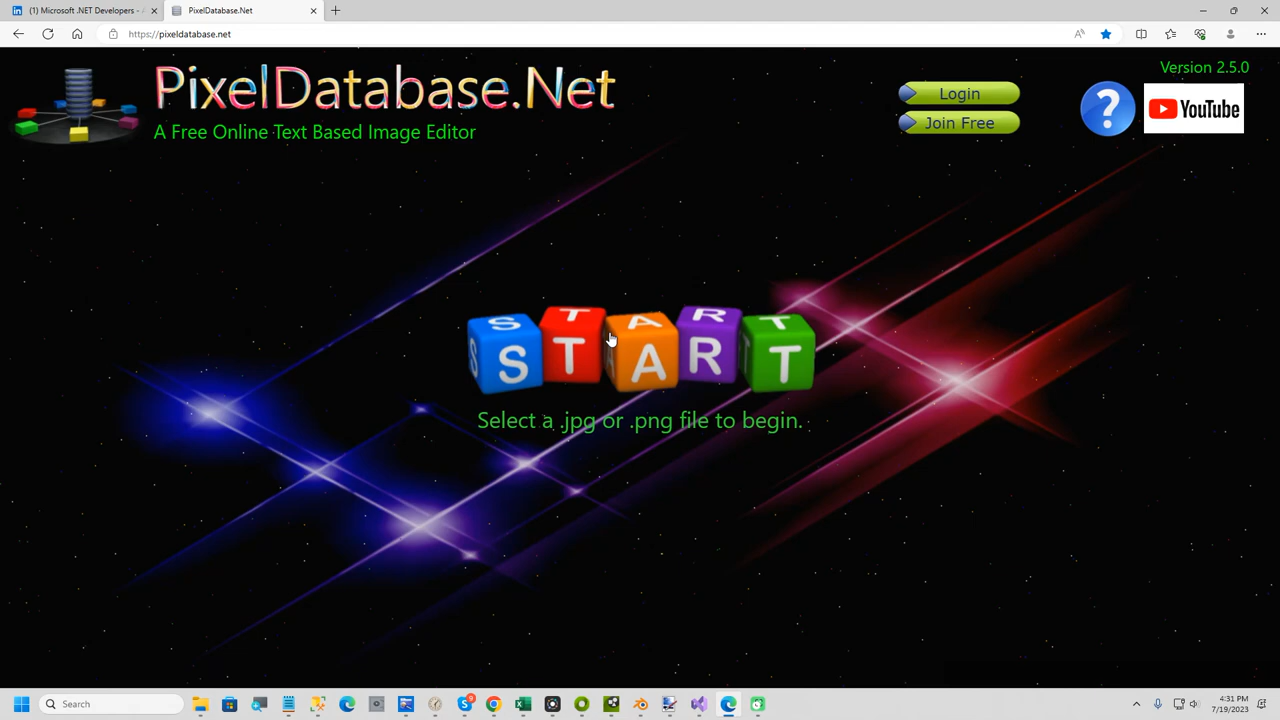 (1) Microsoft .NET Developers -
PixelDatabase.Net
https://pixeldatabase.net
PixelDatabase.Net
A Free Online Text Based Image Editor
Login
Join Free
Version 2.5.0
?
YouTube
S T A R T
S T A R T
Select a .jpg or .png file to begin.
Search
9
4:31 PM
7/19/2023